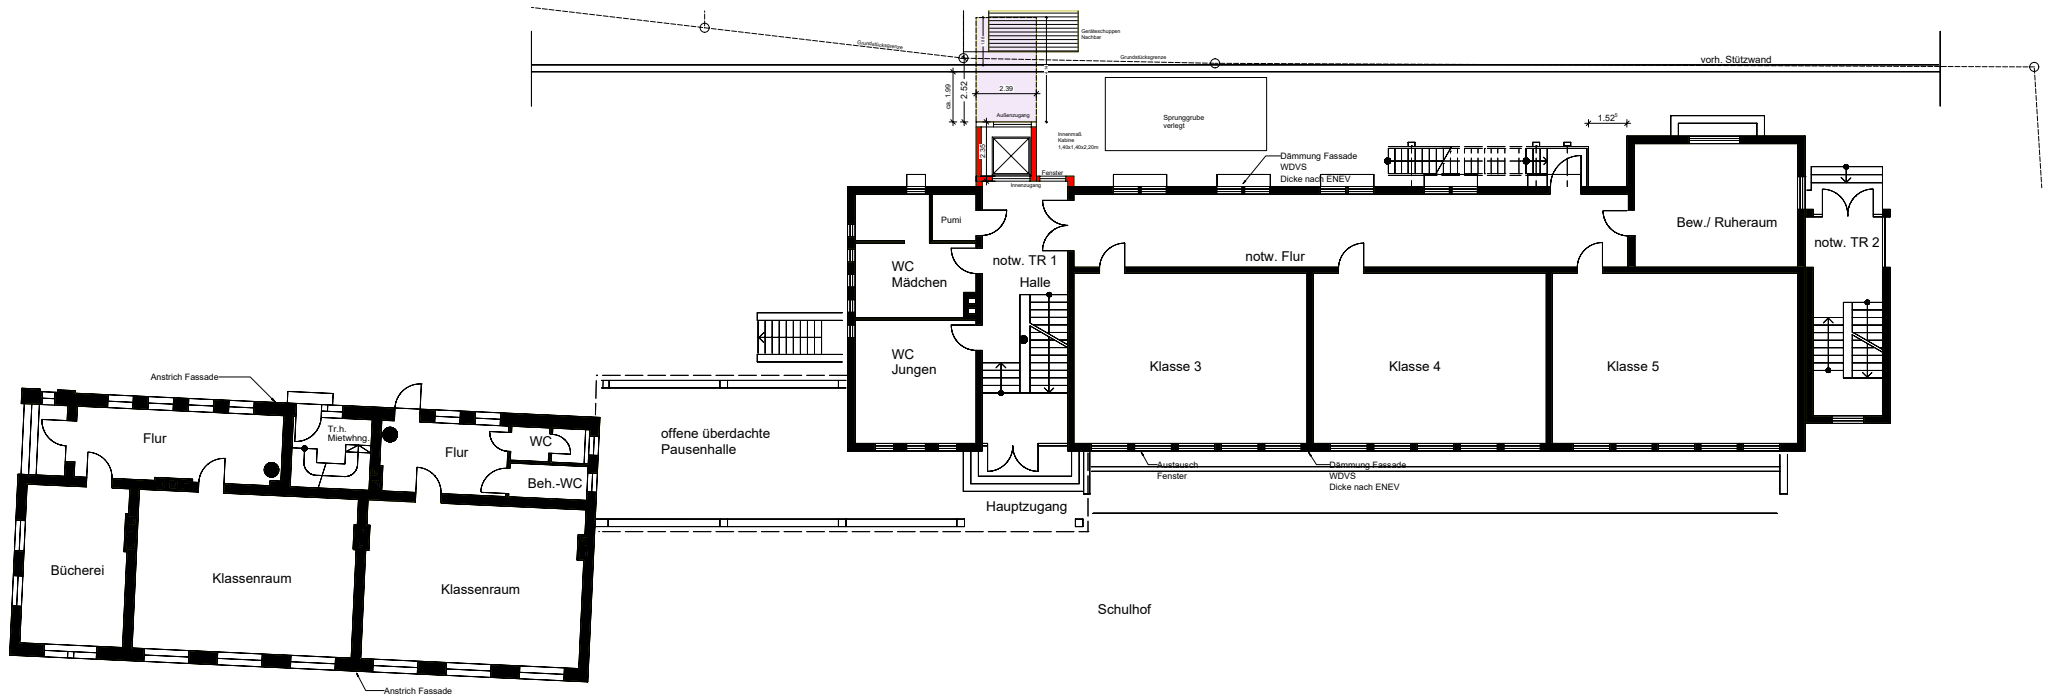 Geräteschuppen
Nachbar
Grundstücksgrenze
Grundstücksgrenze
vorh. Stützwand
ca. 1.99
2.52
2.39
Außenzugang
Sprunggrube
verlegt
1.52⁵
Innenmaß
Kabine
1,40x1,40x2,20m
2.35
Fenster
Innenzugang
Dämmung Fassade
WDVS
Dicke nach ENEV
Pumi
Bew./ Ruheraum
notw. TR 2
WC
Mädchen
notw. TR 1
Halle
notw. Flur
WC
Jungen
Klasse 3
Klasse 4
Klasse 5
Anstrich Fassade
Flur
Tr.h.
Mietwhng.
Flur
WC
Beh.-WC
offene überdachte
Pausenhalle
Austausch
Fenster
Dämmung Fassade
WDVS
Dicke nach ENEV
Hauptzugang
Bücherei
Klassenraum
Klassenraum
Schulhof
Anstrich Fassade